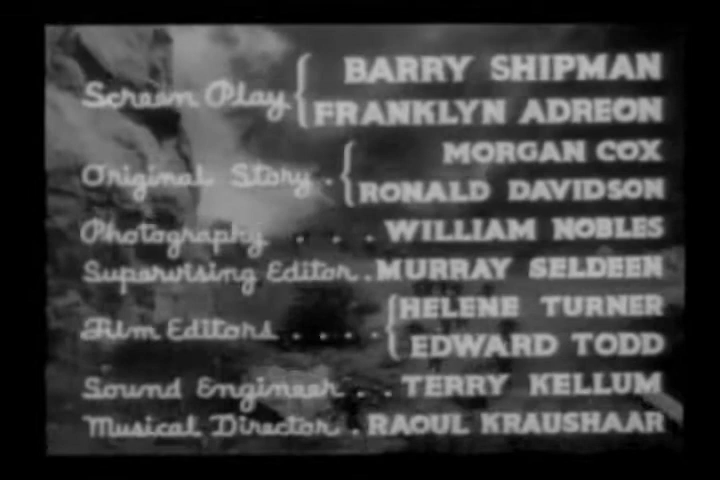 Screen Play { BARRY SHIPMAN
FRANKLYN ADREON
Original Story . { MORGAN COX
RONALD DAVIDSON
Photography . . . WILLIAM NOBLES
Supervising Editor . MURRAY SELDEEN
Film Editors . . . . { HELENE TURNER
EDWARD TODD
Sound Engineer . . TERRY KELLUM
Musical Director . RAOUL KRAUSHAAR